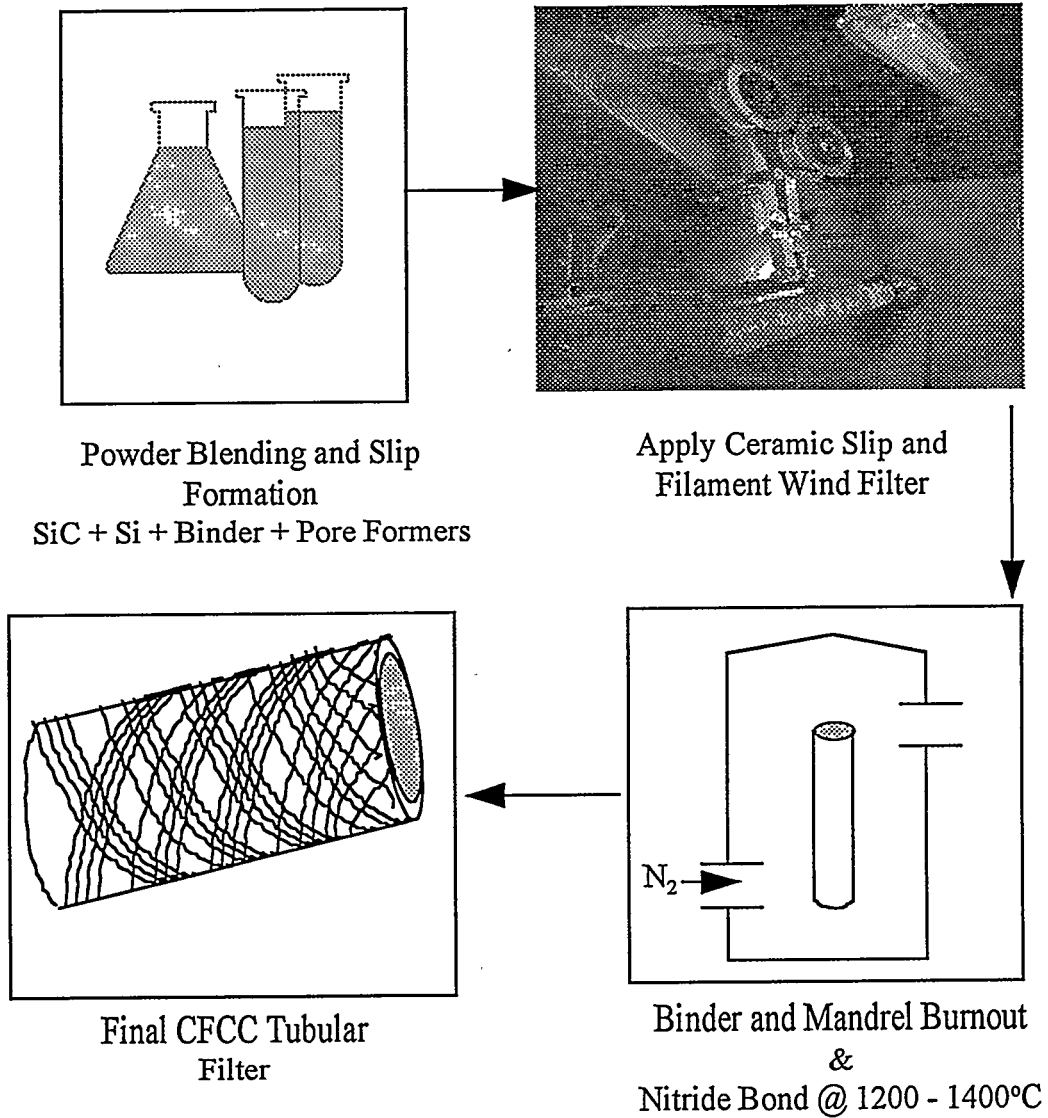 Powder Blending and Slip
Formation
SiC + Si + Binder + Pore Formers
Apply Ceramic Slip and
Filament Wind Filter
N₂
Binder and Mandrel Burnout
&
Nitride Bond @ 1200 - 1400°C
Final CFCC Tubular
Filter